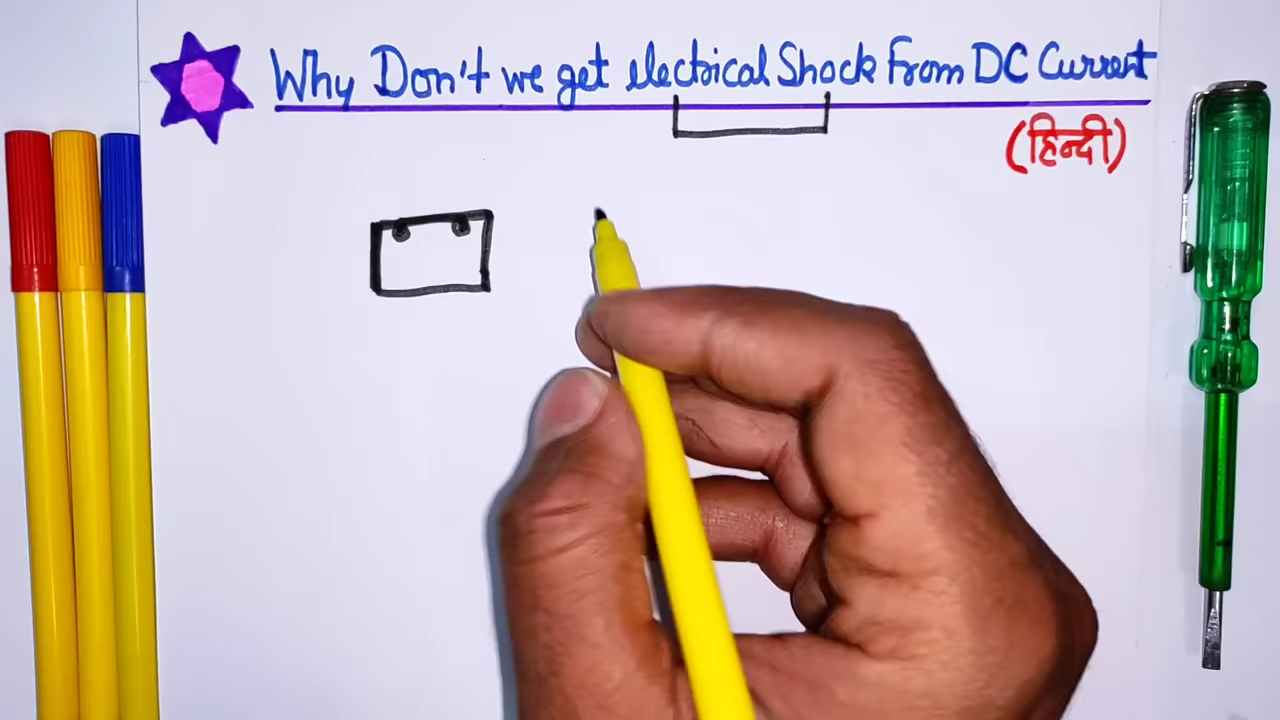 Why Don't we get electrical Shock From DC Current
(हिन्दी)